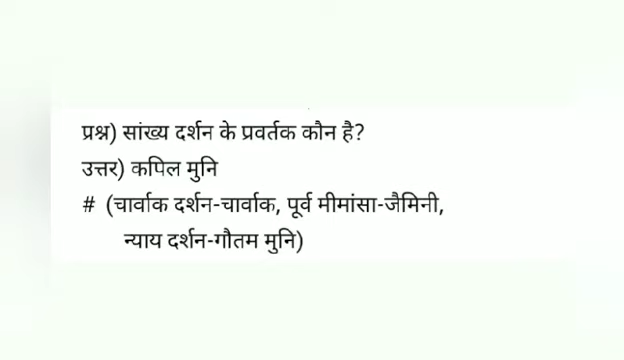 प्रश्न) सांख्य दर्शन के प्रवर्तक कौन है?
उत्तर) कपिल मुनि
# (चार्वाक दर्शन-चार्वाक, पूर्व मीमांसा-जैमिनी,
न्याय दर्शन-गौतम मुनि)